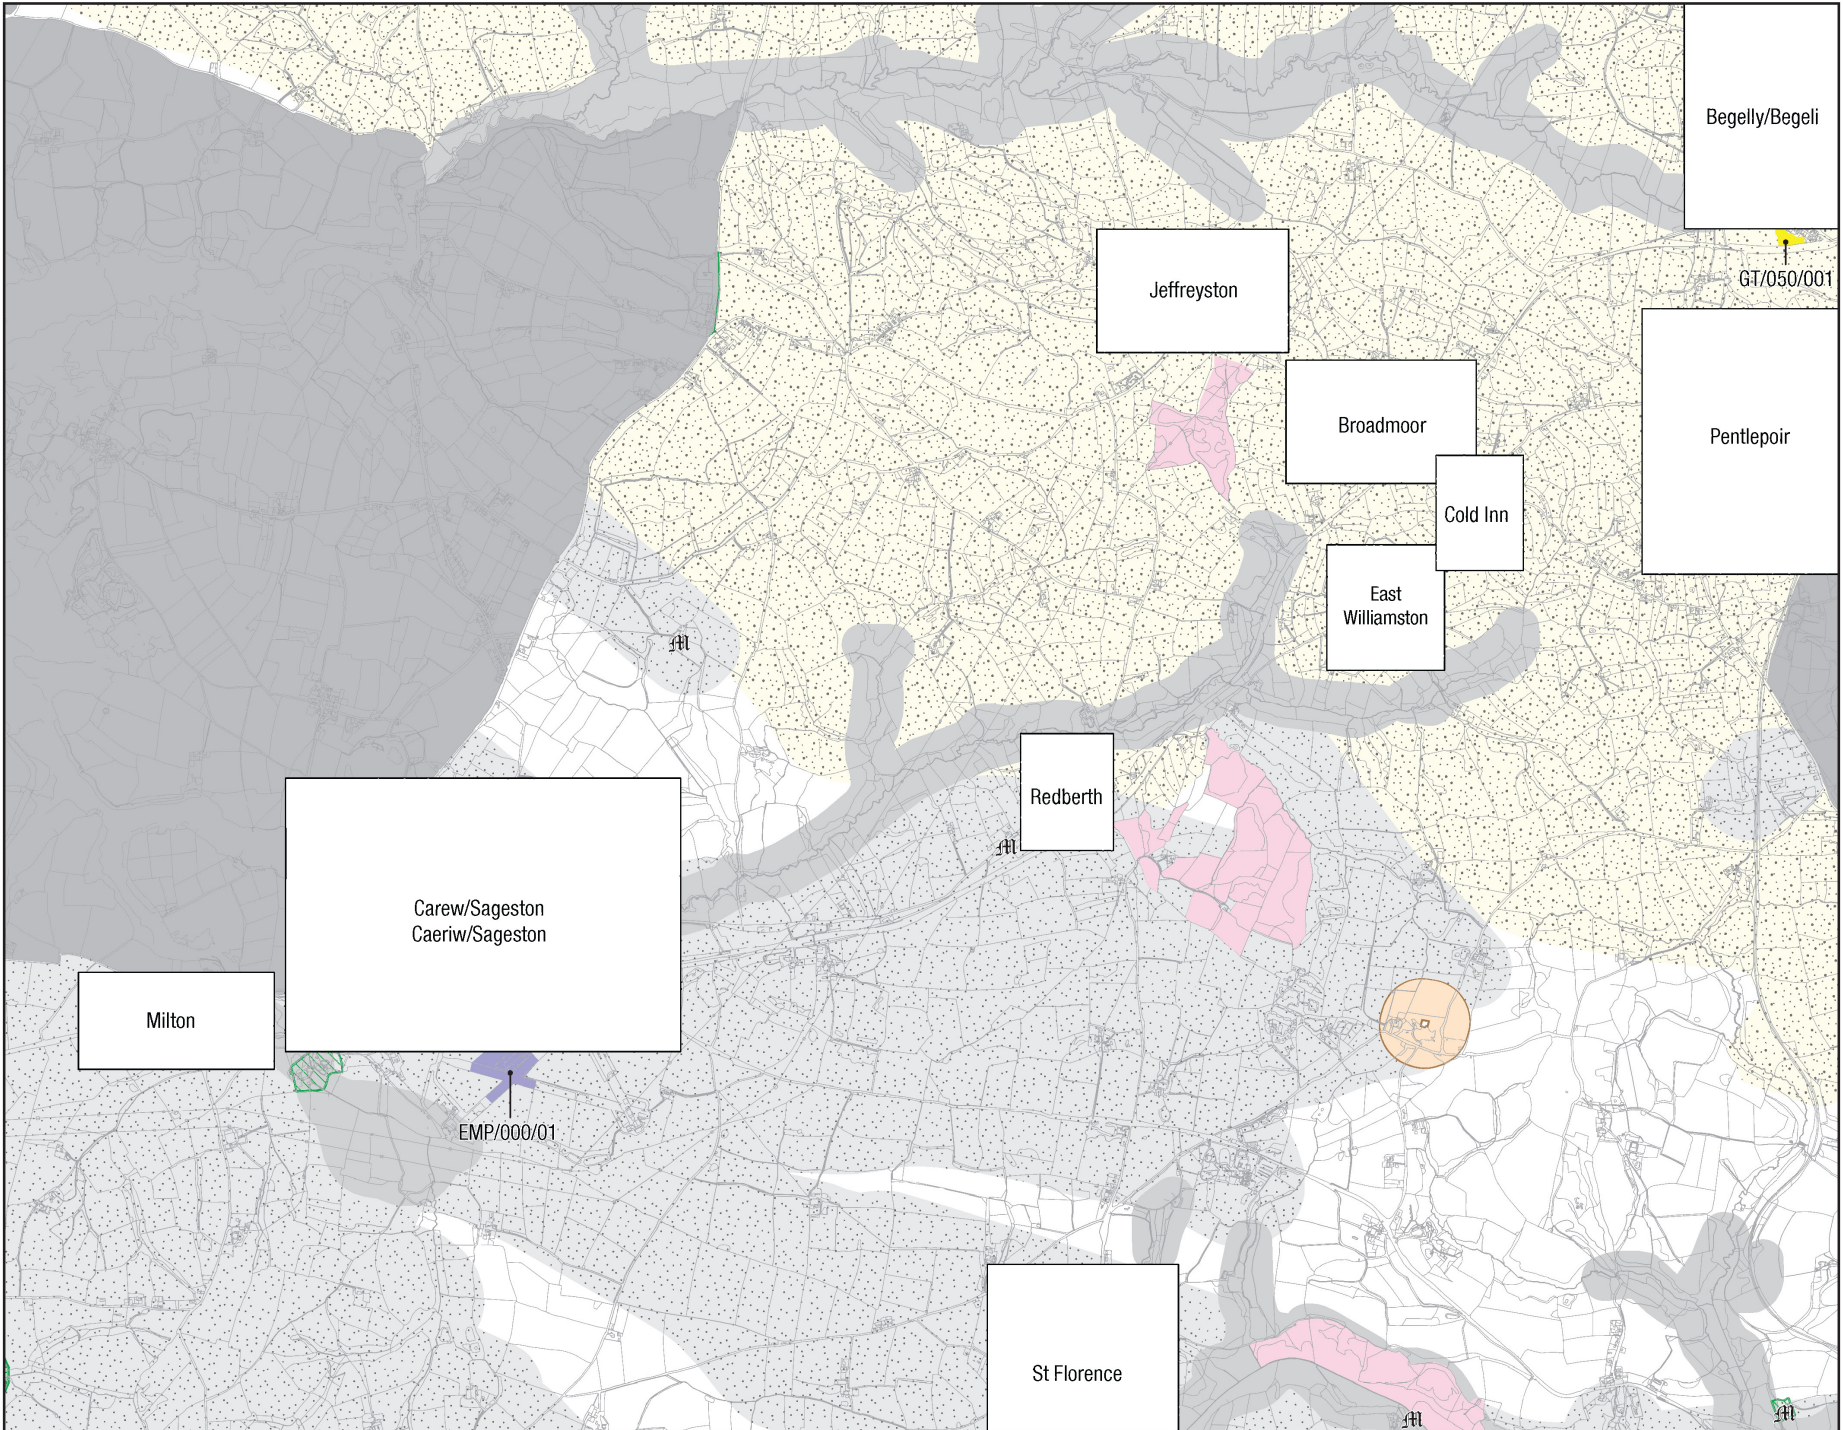 Begelly/Begeli
GT/050/001
Jeffreyston
Broadmoor
Pentlepoir
Cold Inn
East
Williamston
M
Redberth
M
Carew/Sageston
Caeriw/Sageston
Milton
EMP/000/01
St Florence
M
M